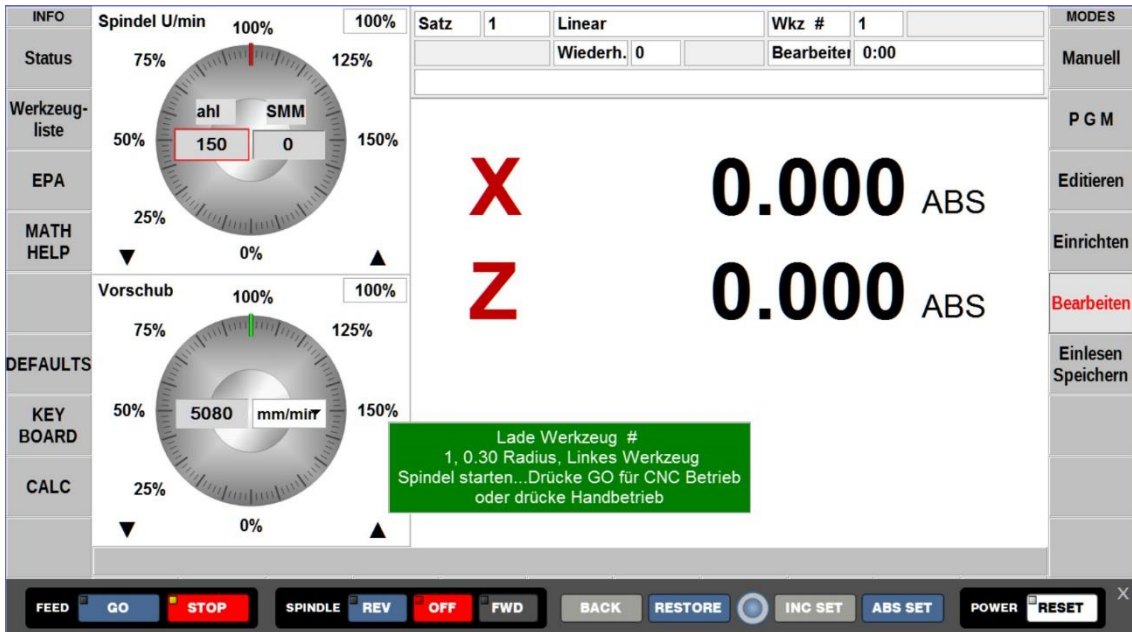 INFO
Status
Werkzeug-
liste
EPA
MATH
HELP
DEFAULTS
KEY
BOARD
CALC
Spindel U/min
100%
100%
75%
125%
ahl
SMM
50%
150
0
150%
25%
0%
▼
▲
Vorschub
100%
100%
75%
125%
50%
5080
mm/min
150%
25%
0%
▼
▲
Satz 1 Linear Wkz # 1
Wiederh. 0 Bearbeiter 0:00
X 0.000 ABS
Z 0.000 ABS
Lade Werkzeug #
1, 0.30 Radius, Linkes Werkzeug
Spindel starten...Drücke GO für CNC Betrieb
oder drücke Handbetrieb
MODES
Manuell
P G M
Editieren
Einrichten
Bearbeiten
Einlesen
Speichern
FEED GO STOP SPINDLE REV OFF FWD BACK RESTORE INC SET ABS SET POWER RESET X